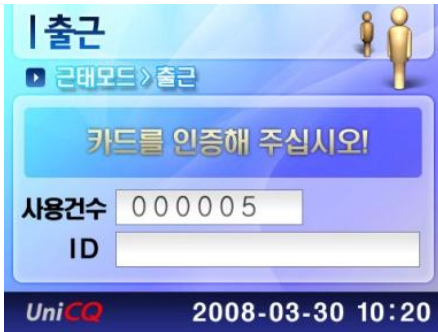 출근
근태모드 > 출근
카드를 인증해 주십시오!
사용건수 000005
ID
UniCQ 2008-03-30 10:20